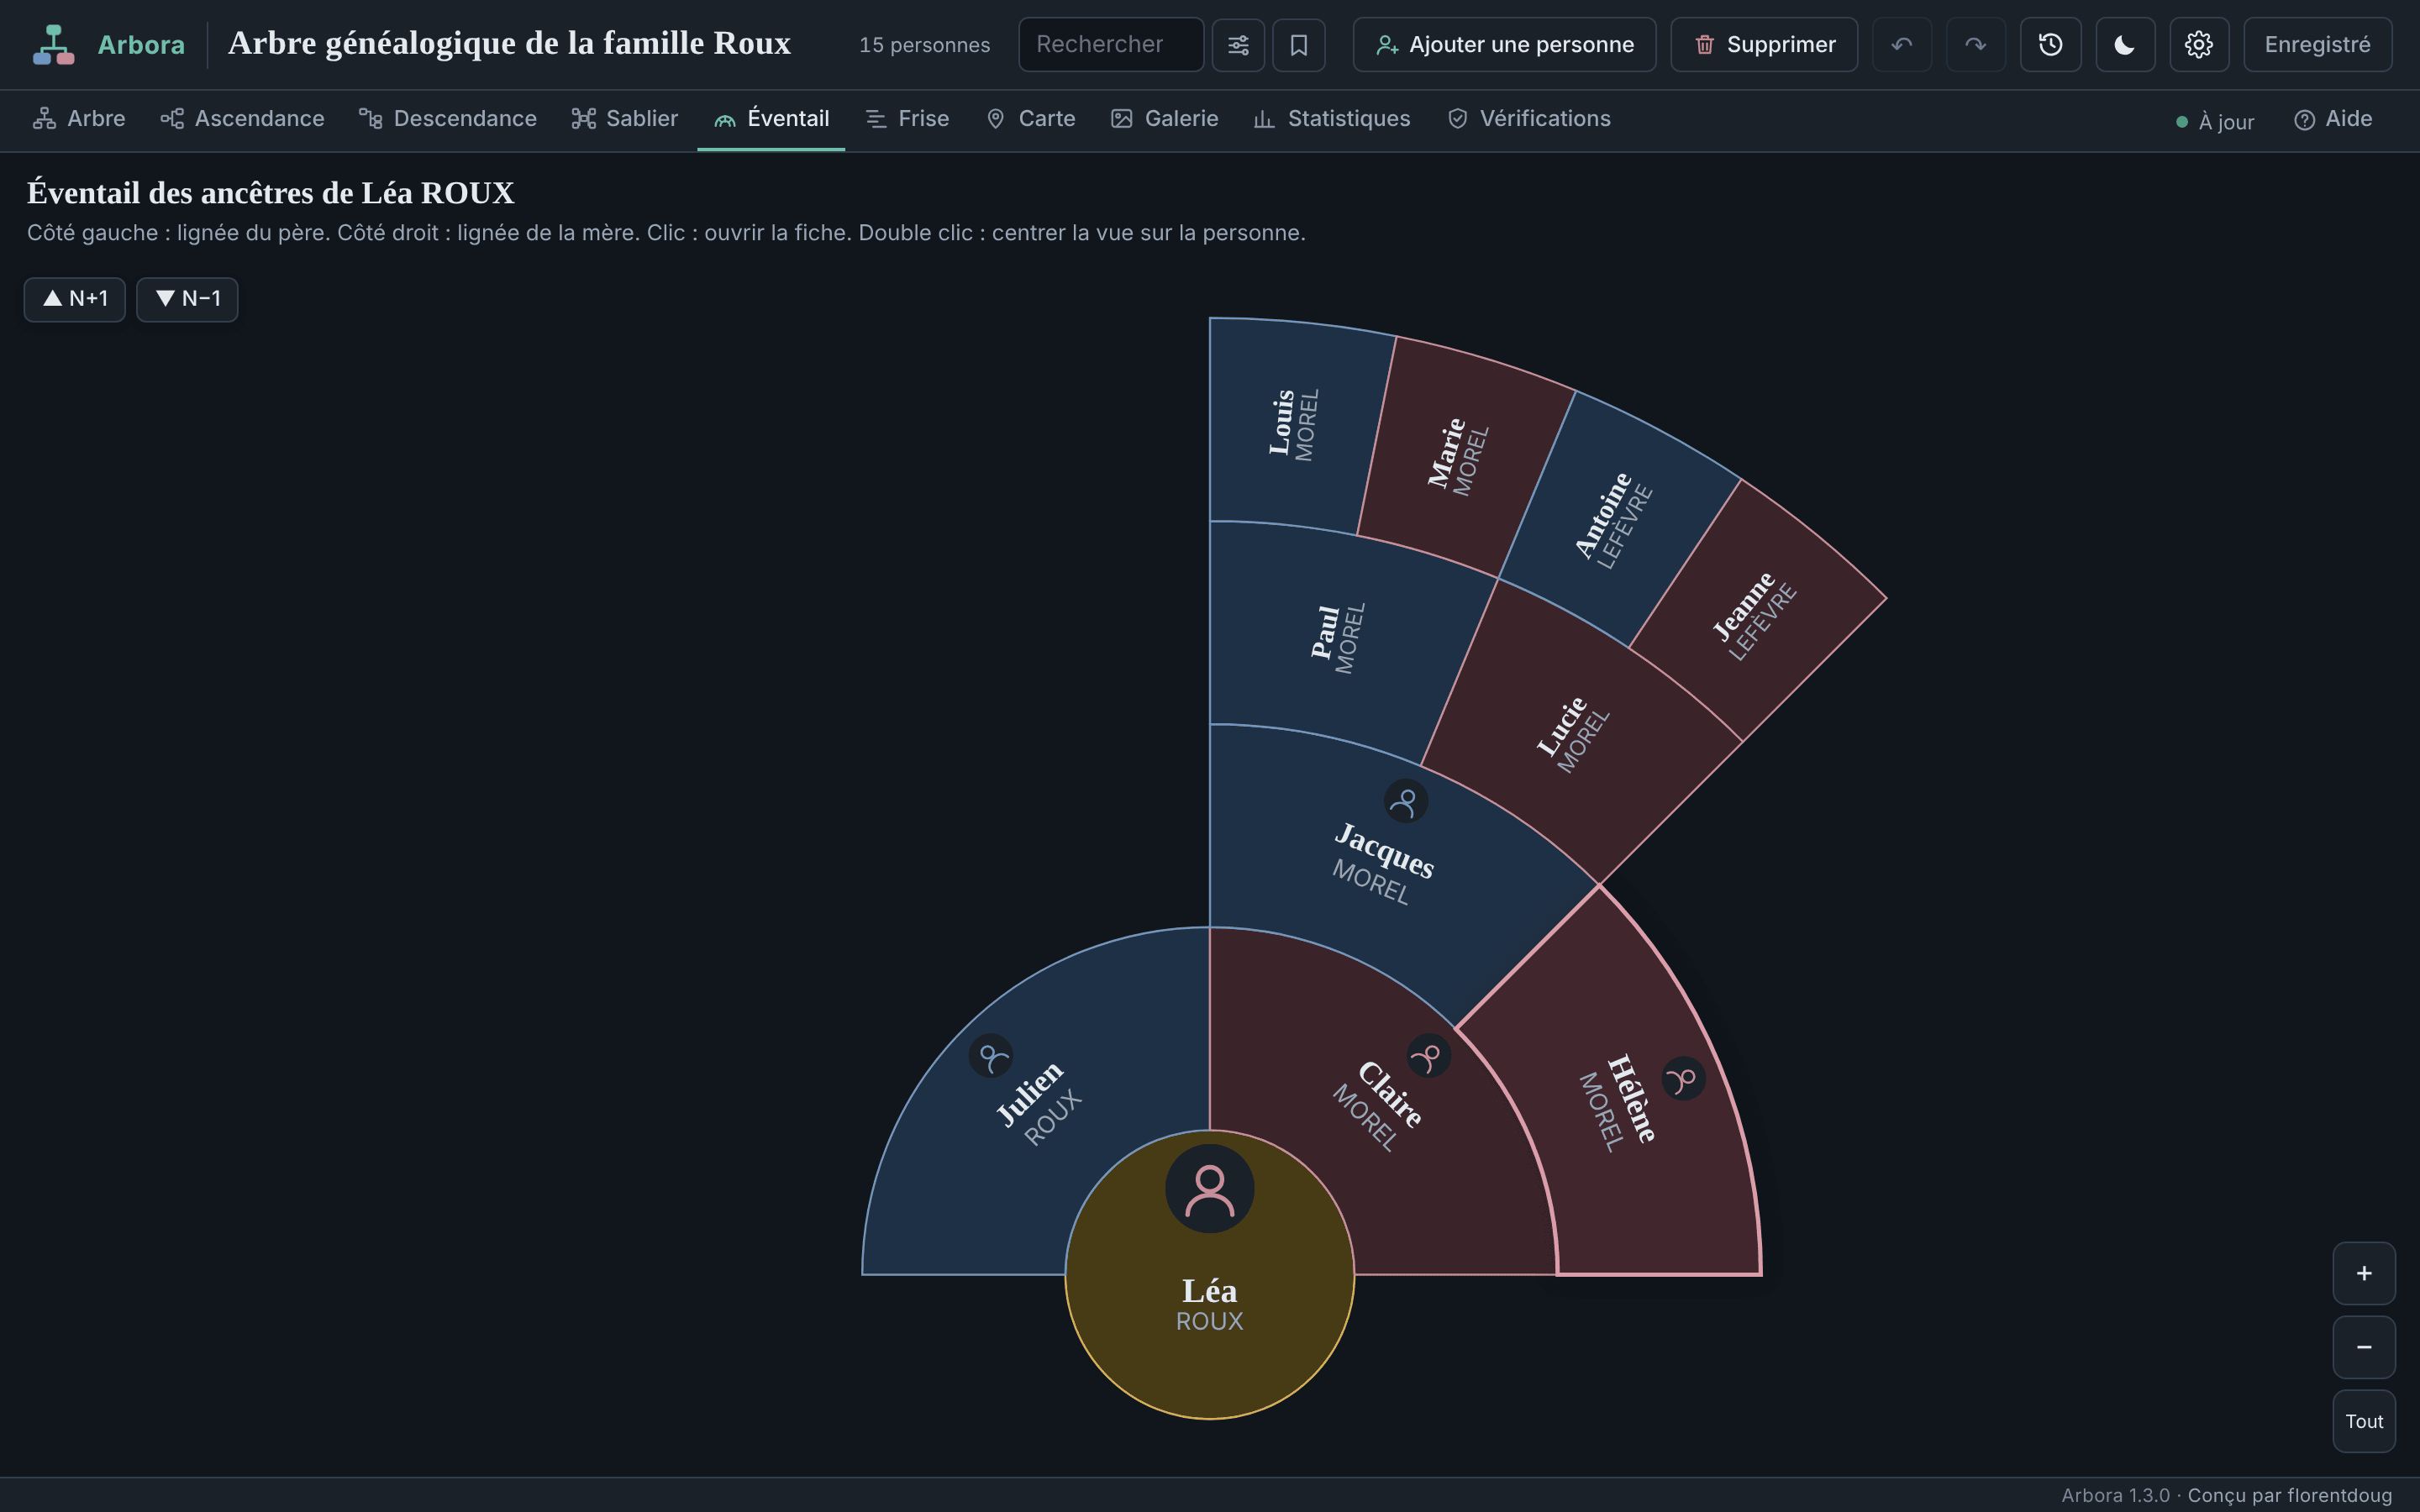 Arbora
Arbre généalogique de la famille Roux
15 personnes
Rechercher
Ajouter une personne
Supprimer
Enregistré
Arbre
Ascendance
Descendance
Sablier
Éventail
Frise
Carte
Galerie
Statistiques
Vérifications
À jour
Aide
Éventail des ancêtres de Léa ROUX
Côté gauche : lignée du père. Côté droit : lignée de la mère. Clic : ouvrir la fiche. Double clic : centrer la vue sur la personne.
▲ N+1
▼ N−1
Louis
MOREL
Marie
MOREL
Antoine
LEFÈVRE
Jeanne
LEFÈVRE
Paul
MOREL
Lucie
MOREL
Jacques
MOREL
Julien
ROUX
Claire
MOREL
Hélène
MOREL
Léa
ROUX
+
−
Tout
Arbora 1.3.0 · Conçu par florentdoug